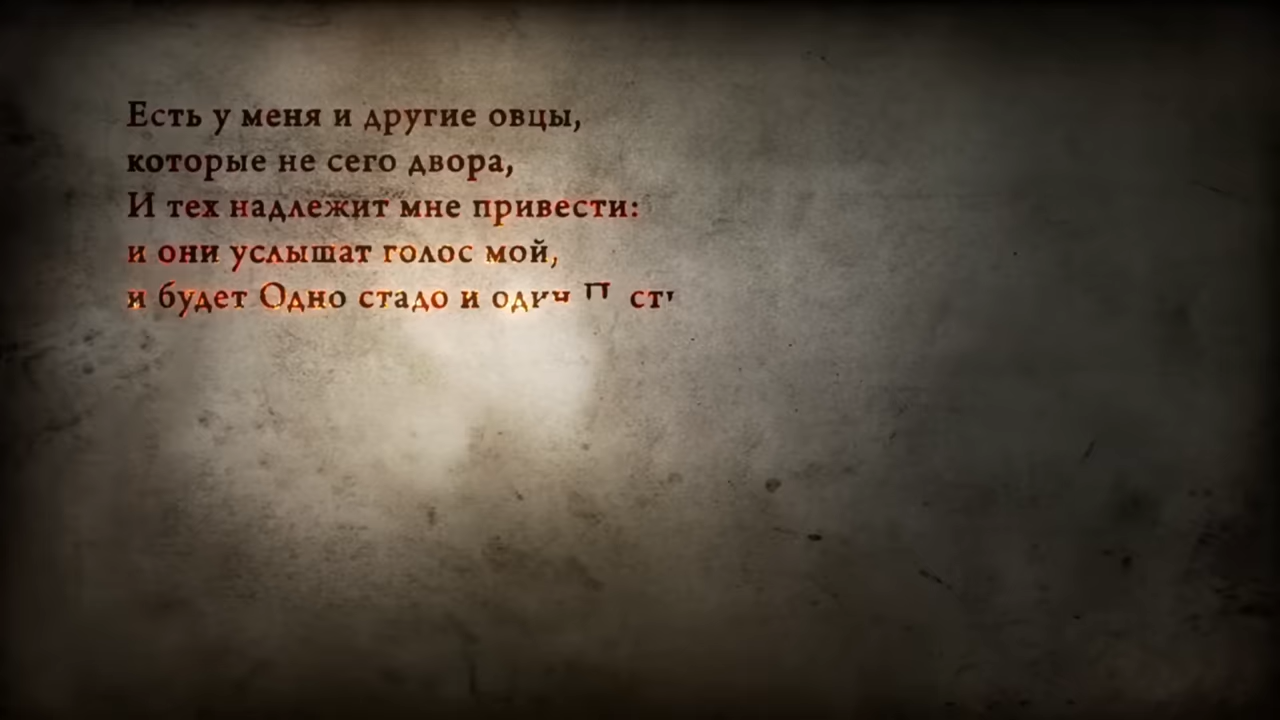 Есть у меня и другие овцы,
которые не сего двора,
И тех надлежит мне привести:
и они услышат голос мой,
и будет Одно стадо и один